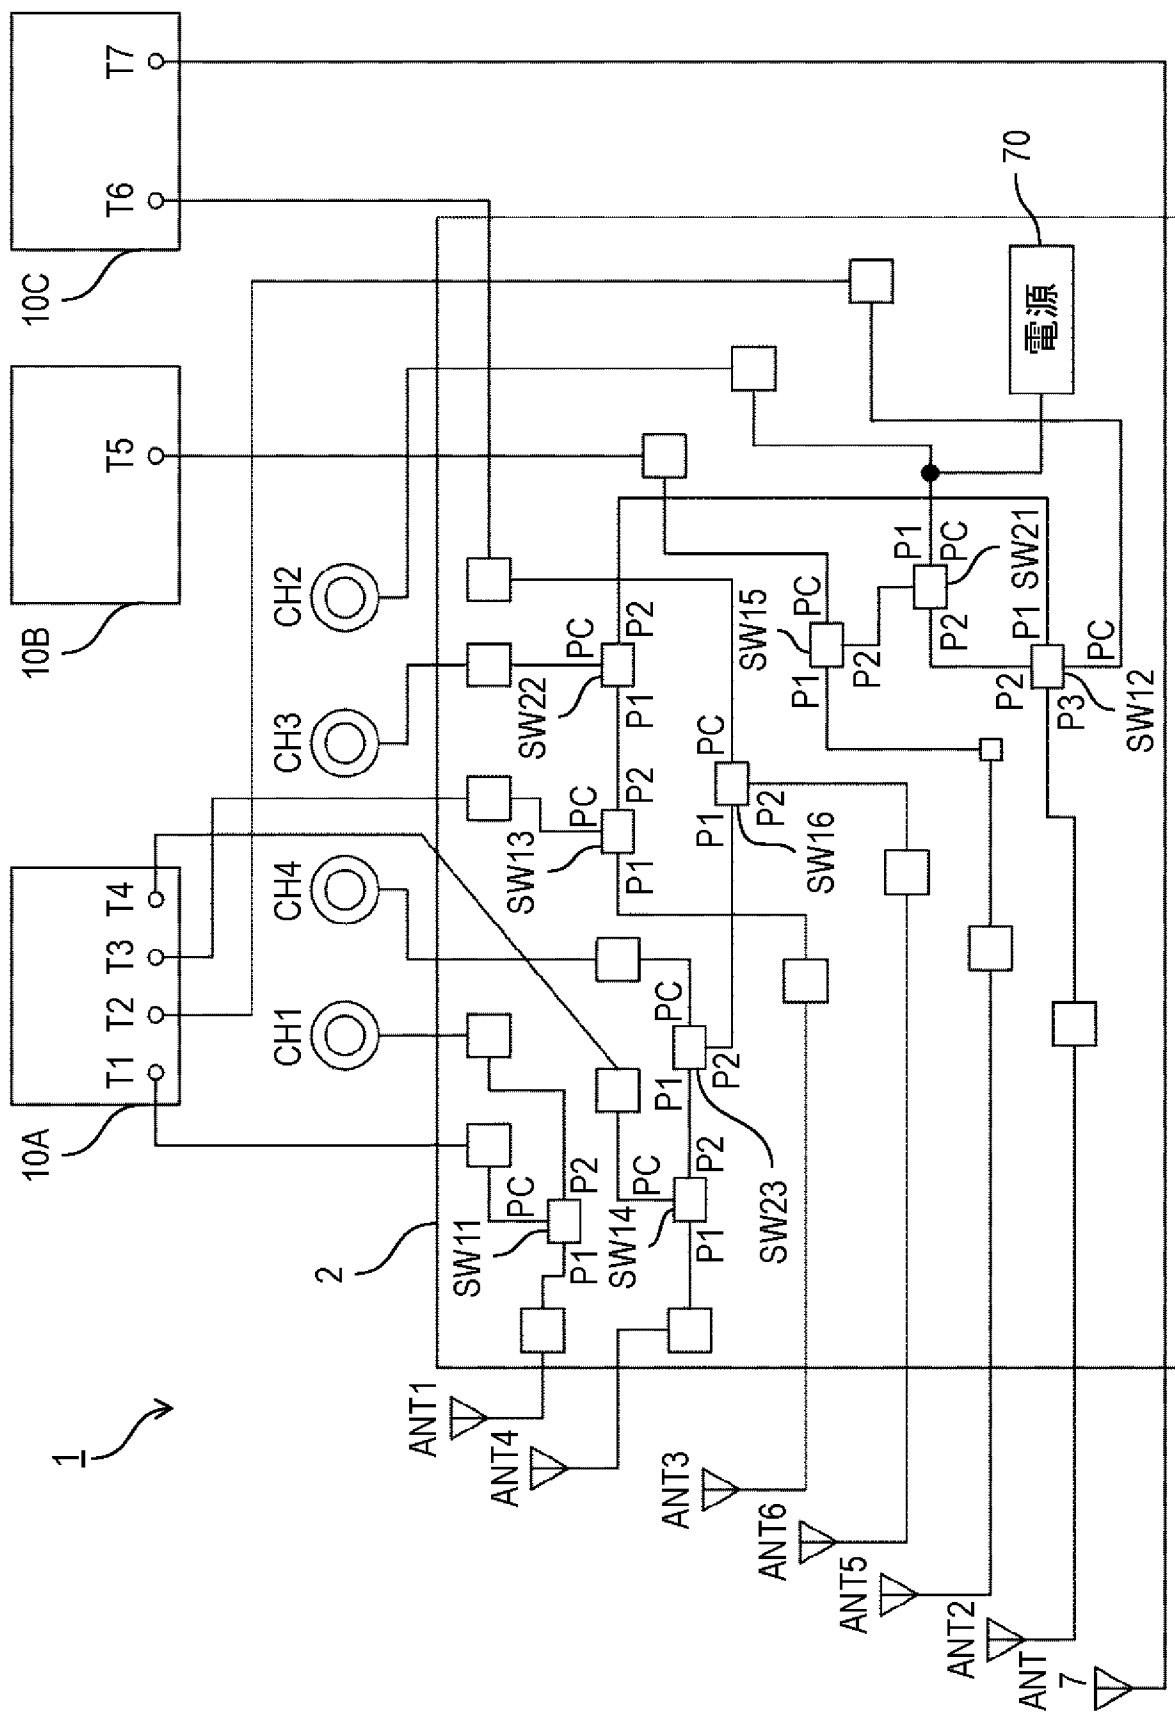 1
10A
10B
10C
T1
T2
T3
T4
T5
T6
T7
CH1
CH4
CH3
CH2
2
SW11
PC
P1
P2
SW13
PC
P1
P2
SW22
PC
P1
P2
SW14
PC
P1
P2
SW23
PC
P1
P2
SW16
PC
P1
P2
SW15
PC
P1
P2
SW21
P1
PC
P2
SW12
P1
P2
P3
PC
電源
70
ANT1
ANT4
ANT3
ANT6
ANT5
ANT2
ANT
7